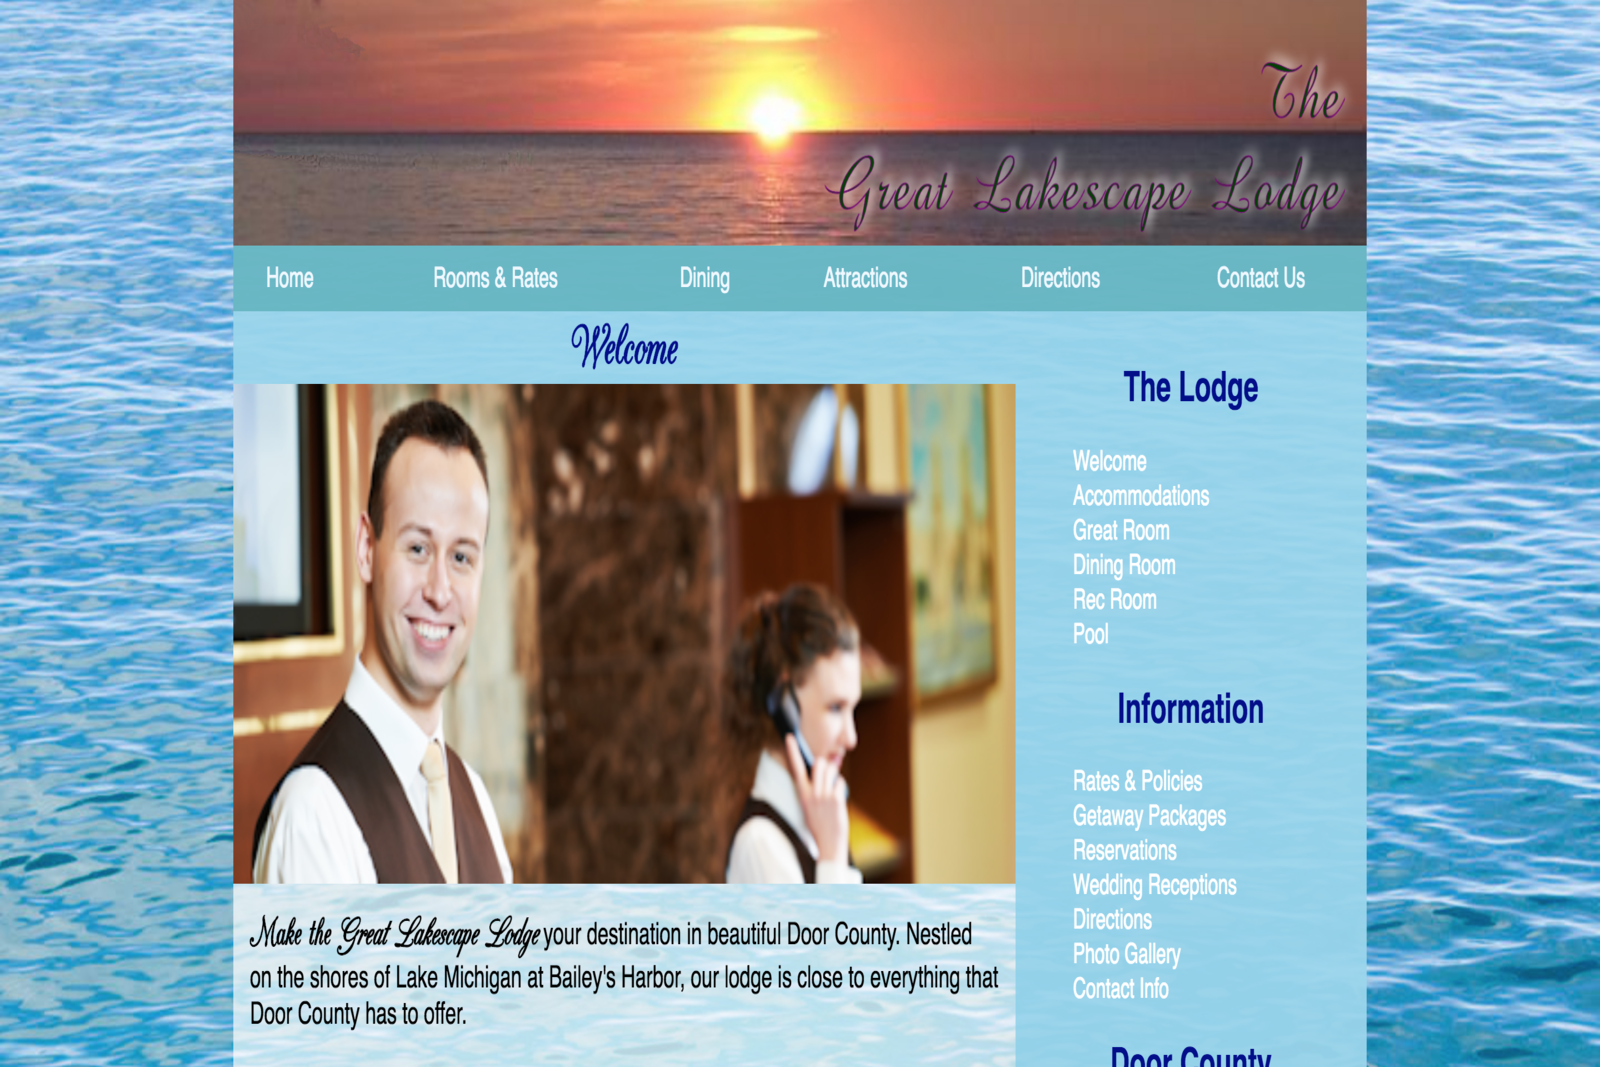 The
Great Lakescape Lodge
Home Rooms & Rates Dining Attractions Directions Contact Us
Welcome
Make the Great Lakescape Lodge your destination in beautiful Door County. Nestled
on the shores of Lake Michigan at Bailey's Harbor, our lodge is close to everything that
Door County has to offer.
The Lodge
Welcome
Accommodations
Great Room
Dining Room
Rec Room
Pool
Information
Rates & Policies
Getaway Packages
Reservations
Wedding Receptions
Directions
Photo Gallery
Contact Info
Door County